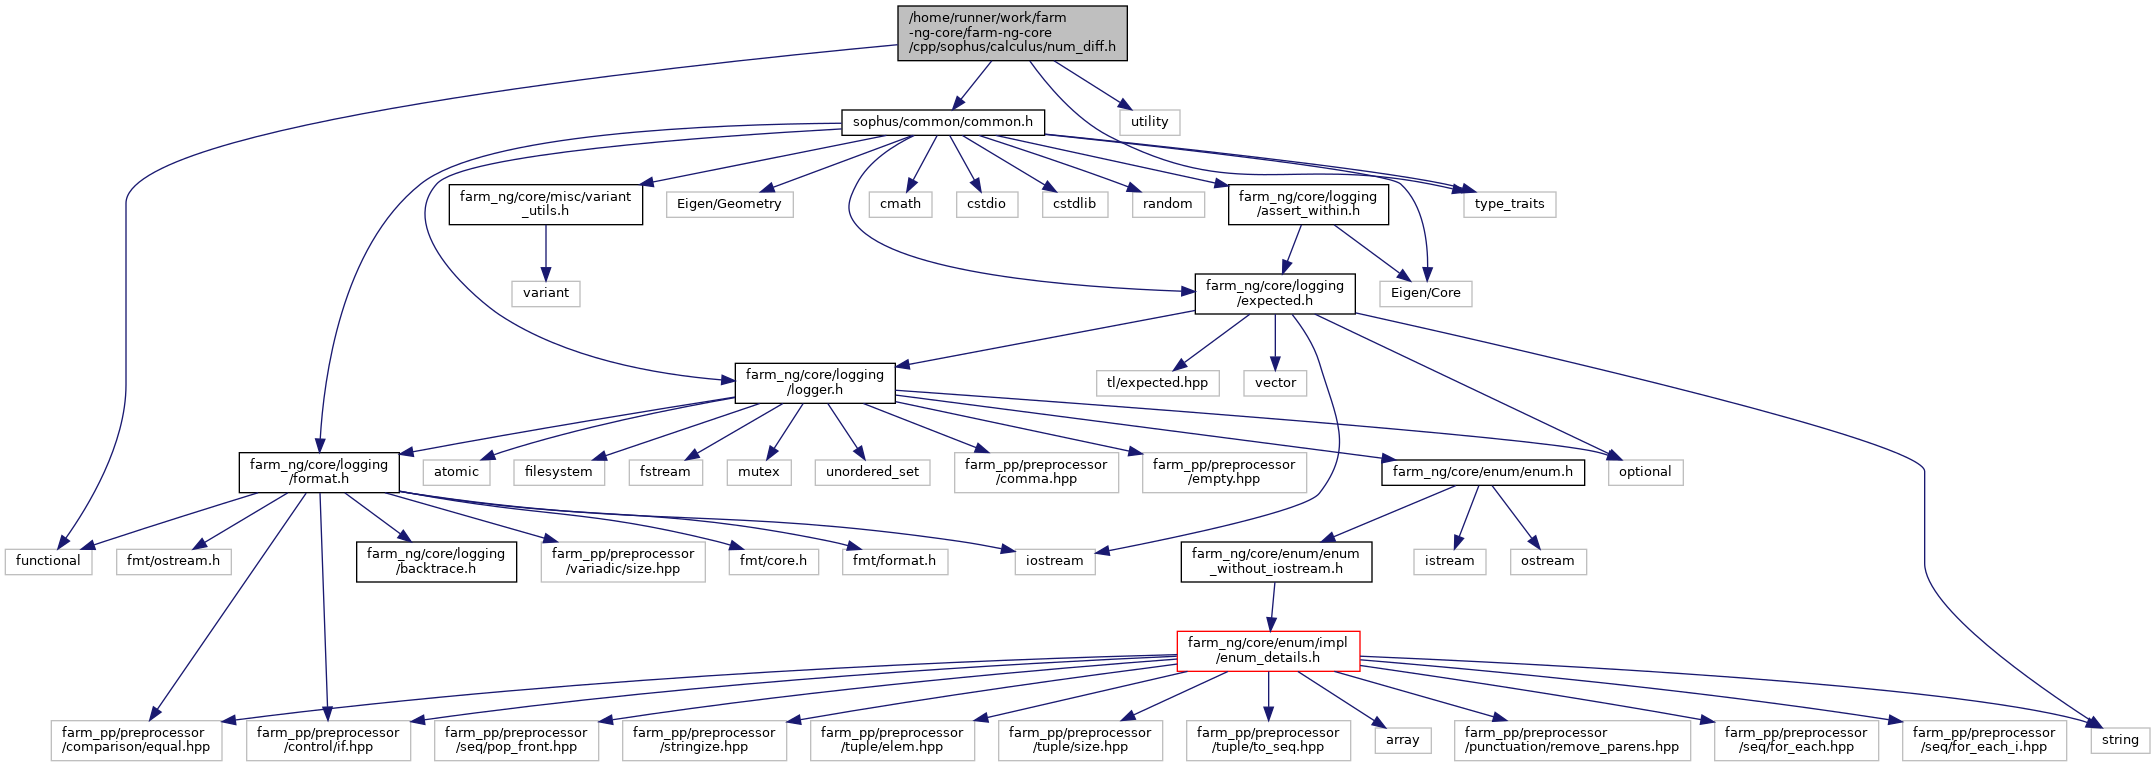 /home/runner/work/farm
-ng-core/farm-ng-core
/cpp/sophus/calculus/num_diff.h
sophus/common/common.h
utility
farm_ng/core/misc/variant
_utils.h
Eigen/Geometry
cmath
cstdio
cstdlib
random
farm_ng/core/logging
/assert_within.h
type_traits
variant
farm_ng/core/logging
/expected.h
Eigen/Core
farm_ng/core/logging
/logger.h
tl/expected.hpp
vector
farm_ng/core/logging
/format.h
atomic
filesystem
fstream
mutex
unordered_set
farm_pp/preprocessor
/comma.hpp
farm_pp/preprocessor
/empty.hpp
farm_ng/core/enum/enum.h
optional
functional
fmt/ostream.h
farm_ng/core/logging
/backtrace.h
farm_pp/preprocessor
/variadic/size.hpp
fmt/core.h
fmt/format.h
iostream
farm_ng/core/enum/enum
_without_iostream.h
istream
ostream
farm_ng/core/enum/impl
/enum_details.h
farm_pp/preprocessor
/comparison/equal.hpp
farm_pp/preprocessor
/control/if.hpp
farm_pp/preprocessor
/seq/pop_front.hpp
farm_pp/preprocessor
/stringize.hpp
farm_pp/preprocessor
/tuple/elem.hpp
farm_pp/preprocessor
/tuple/size.hpp
farm_pp/preprocessor
/tuple/to_seq.hpp
array
farm_pp/preprocessor
/punctuation/remove_parens.hpp
farm_pp/preprocessor
/seq/for_each.hpp
farm_pp/preprocessor
/seq/for_each_i.hpp
string